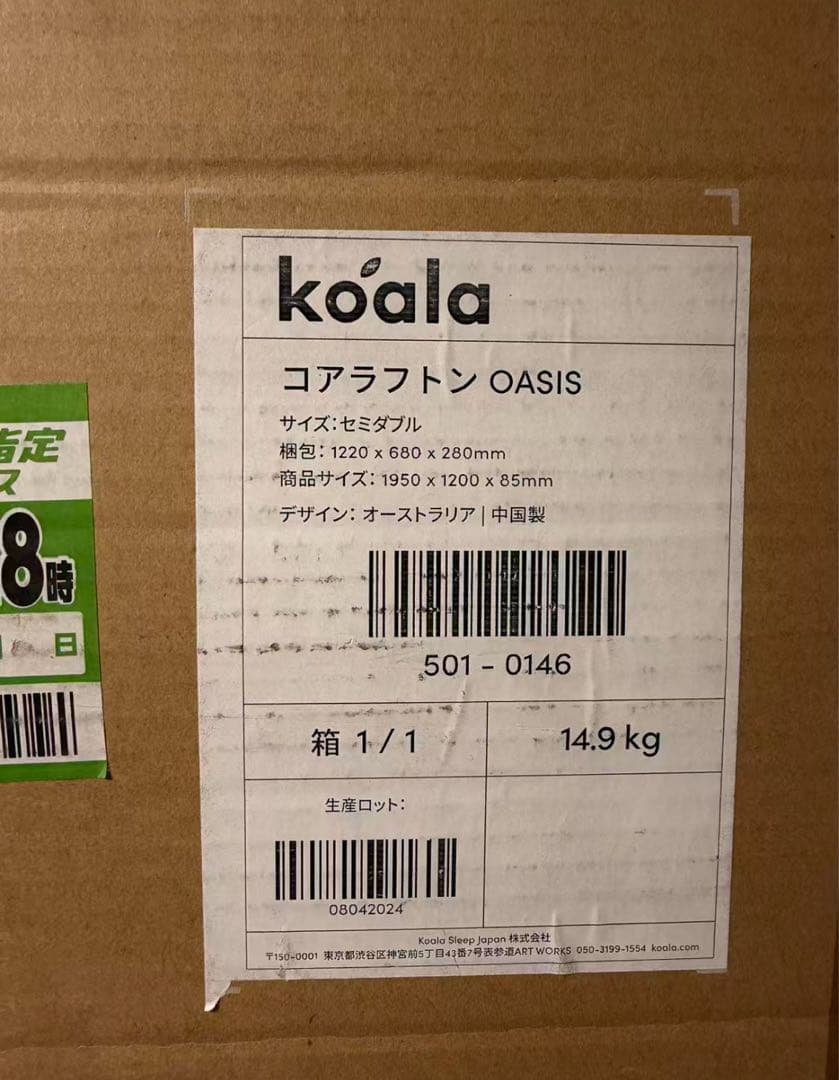 koala
コアラフトン OASIS
サイズ：セミダブル
梱包： 1220 x 680 x 280mm
商品サイズ： 1950 x 1200 x 85mm
デザイン： オーストラリア | 中国製
501 - 0146
箱 1 / 1
14.9 kg
生産ロット：
08042024
Koala Sleep Japan 株式会社
〒150-0001 東京都渋谷区神宮前5丁目43番7号表参道ART WORKS 050-3199-1554 koala.com
指定
ス
8時
日